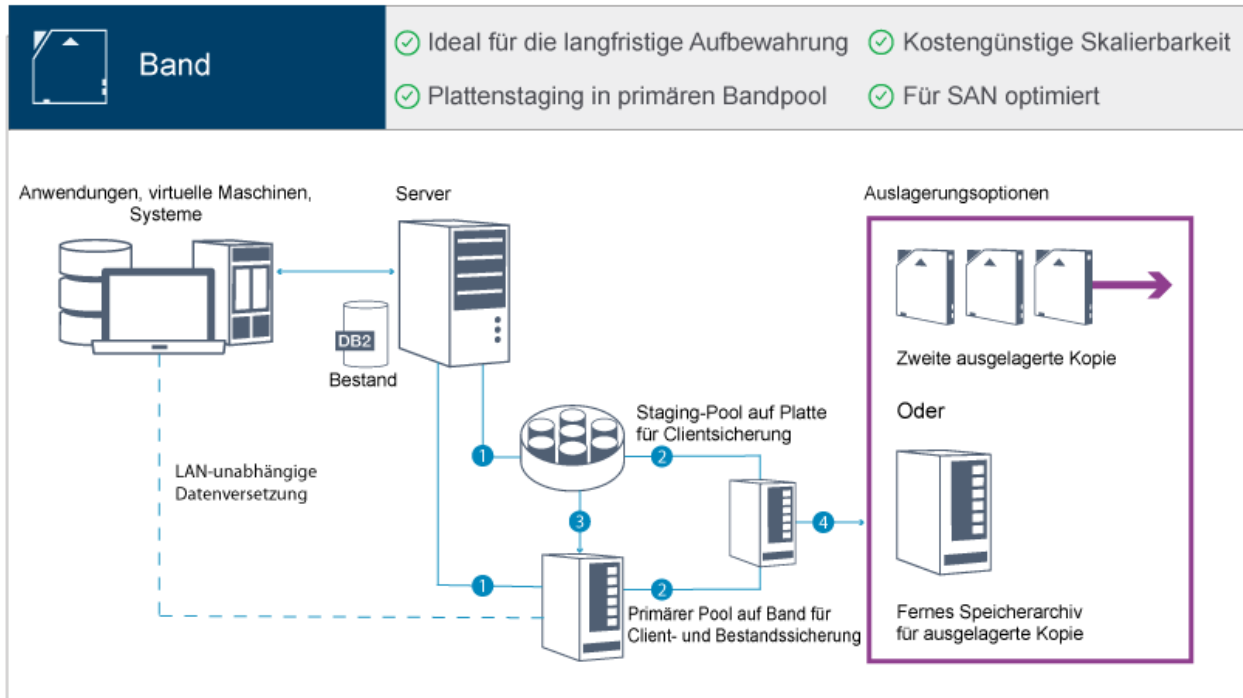 Band
Ideal für die langfristige Aufbewahrung
Kostengünstige Skalierbarkeit
Plattenstaging in primären Bandpool
Für SAN optimiert
Anwendungen, virtuelle Maschinen,
Systeme
Server
Auslagerungsoptionen
DB2
Bestand
Zweite ausgelagerte Kopie
Staging-Pool auf Platte
für Clientsicherung
Oder
1
2
LAN-unabhängige
Datenversetzung
3
4
1
2
Primärer Pool auf Band für
Client- und Bestandssicherung
Fernes Speicherarchiv
für ausgelagerte Kopie